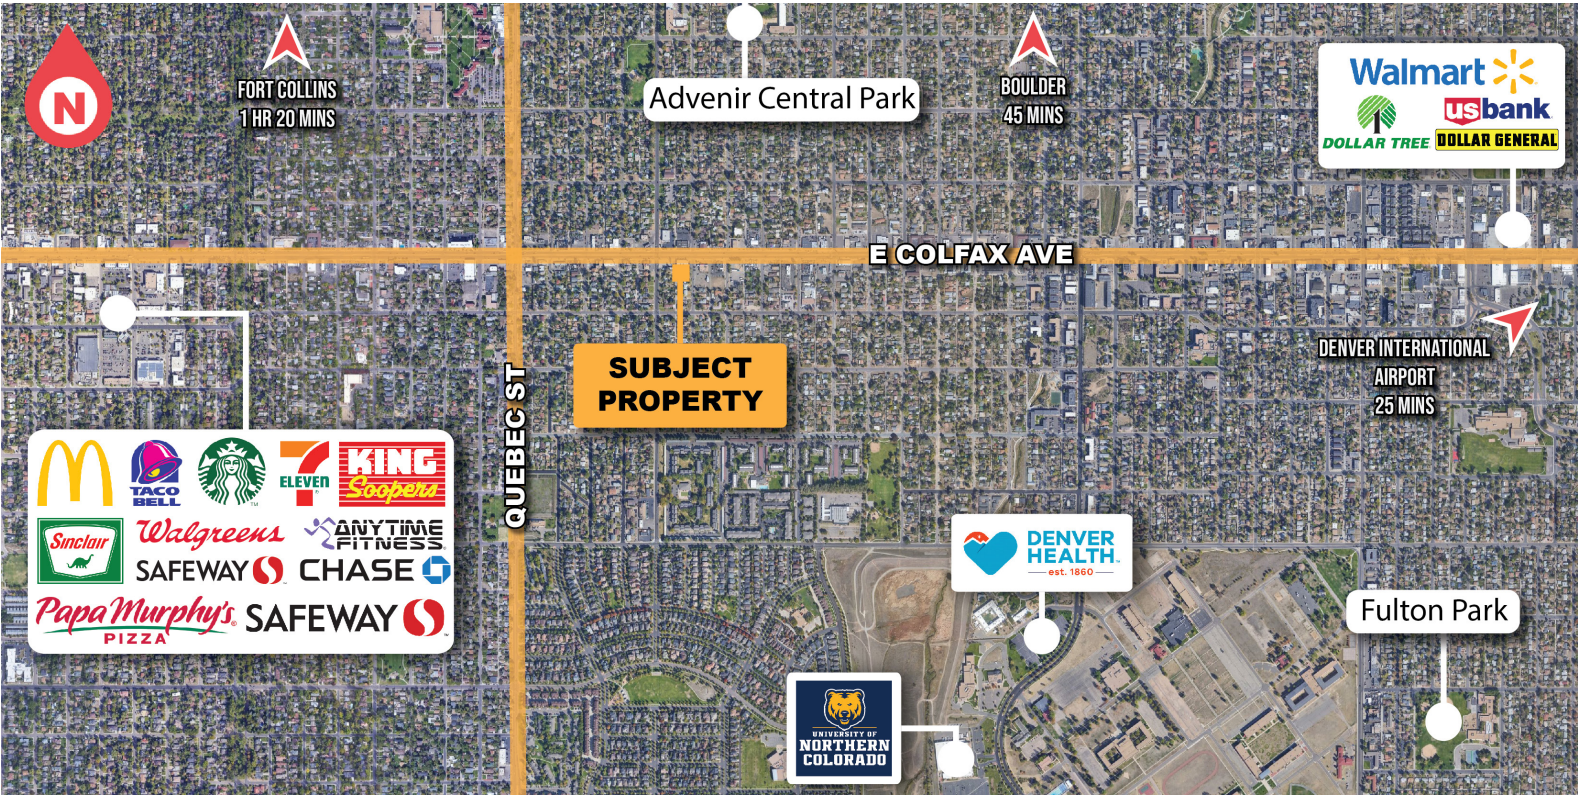 N
FORT COLLINS
1 HR 20 MINS
Advenir Central Park
BOULDER
45 MINS
Walmart
DOLLAR TREE
usbank
DOLLAR GENERAL
E COLFAX AVE
SUBJECT
PROPERTY
QUEBEC ST
DENVER INTERNATIONAL
AIRPORT
25 MINS
TACO
BELL
7
ELEVEN
KING
Soopers
Sinclair
Walgreens
ANYTIME
FITNESS
SAFEWAY
CHASE
Papa Murphy's
PIZZA
SAFEWAY
DENVER
HEALTH
est. 1860
Fulton Park
UNIVERSITY OF
NORTHERN
COLORADO